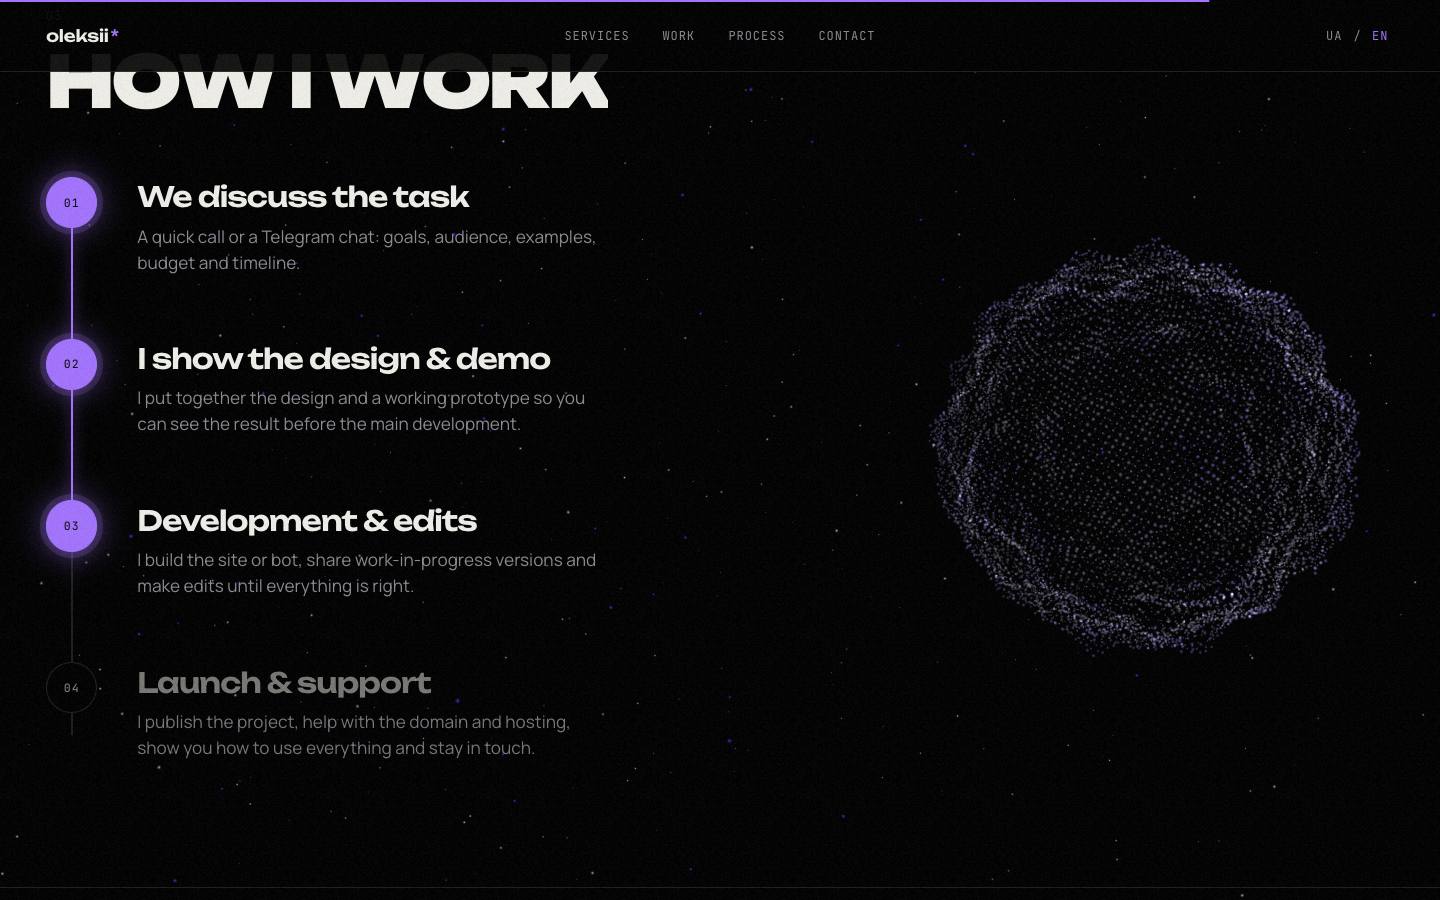 03
oleksii*
SERVICES WORK PROCESS CONTACT
UA / EN
HOW I WORK
01
We discuss the task
A quick call or a Telegram chat: goals, audience, examples,
budget and timeline.
02
I show the design & demo
I put together the design and a working prototype so you
can see the result before the main development.
03
Development & edits
I build the site or bot, share work-in-progress versions and
make edits until everything is right.
04
Launch & support
I publish the project, help with the domain and hosting,
show you how to use everything and stay in touch.